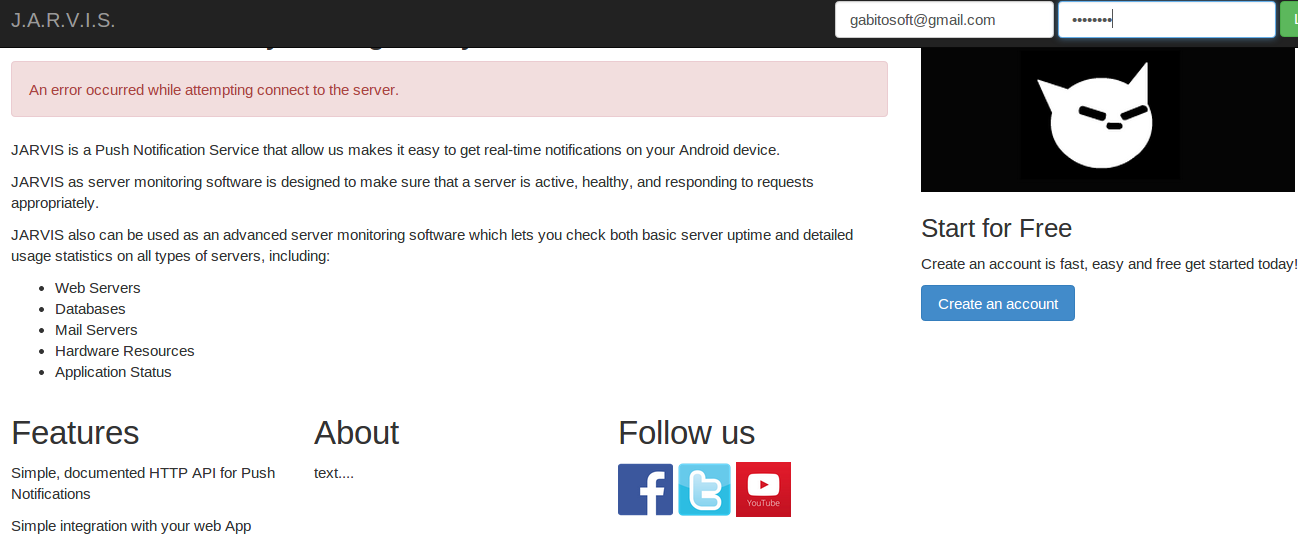 J.A.R.V.I.S.
gabitosoft@gmail.com
••••••••
An error occurred while attempting connect to the server.
JARVIS is a Push Notification Service that allow us makes it easy to get real-time notifications on your Android device.
JARVIS as server monitoring software is designed to make sure that a server is active, healthy, and responding to requests
appropriately.
JARVIS also can be used as an advanced server monitoring software which lets you check both basic server uptime and detailed
usage statistics on all types of servers, including:
• Web Servers
• Databases
• Mail Servers
• Hardware Resources
• Application Status
Start for Free
Create an account is fast, easy and free get started today!
Create an account
Features
Simple, documented HTTP API for Push
Notifications
Simple integration with your web App
About
text....
Follow us
YouTube